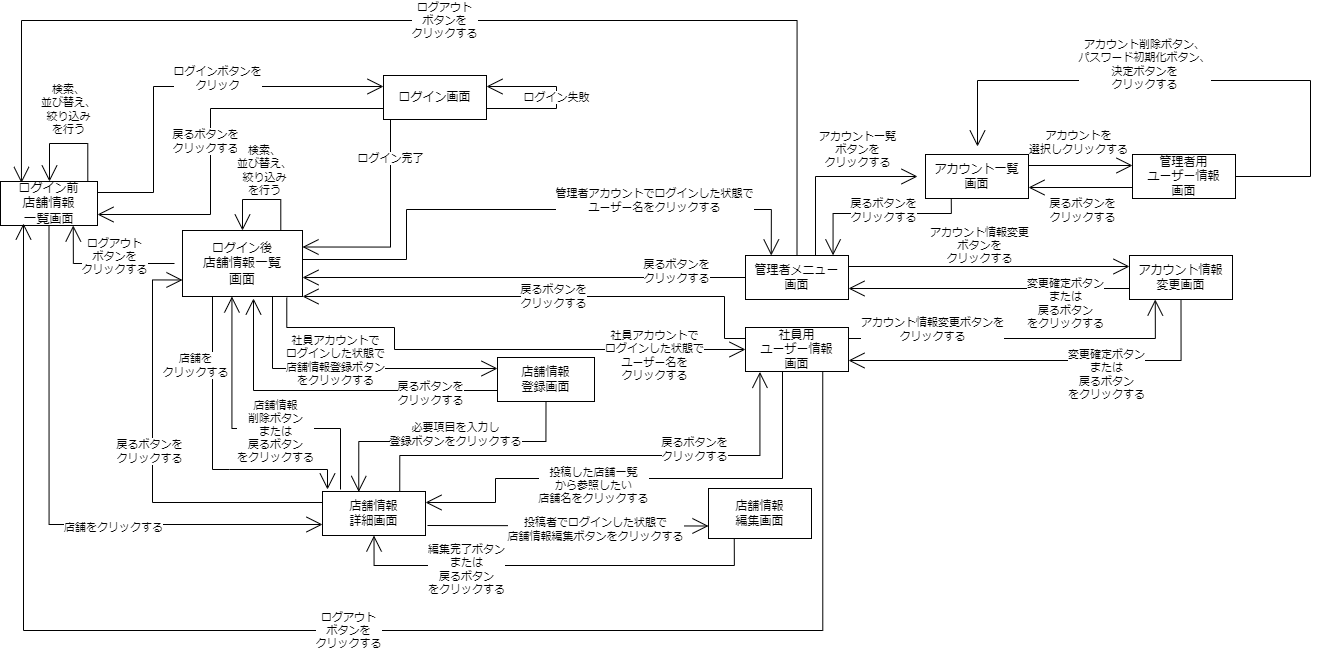 ログアウト
ボタンを
クリックする
アカウント削除ボタン、
パスワード初期化ボタン、
決定ボタンを
クリックする
検索、
並び替え、
絞り込み
を行う
ログインボタンを
クリック
ログイン画面
ログイン失敗
戻るボタンを
クリックする
検索、
並び替え、
絞り込み
を行う
ログイン完了
アカウント一覧
ボタンを
クリックする
アカウント一覧
画面
アカウントを
選択しクリックする
管理者用
ユーザー情報
画面
戻るボタンを
クリックする
戻るボタンを
クリックする
ログイン前
店舗情報
一覧画面
管理者アカウントでログインした状態で
ユーザー名をクリックする
ログアウト
ボタンを
クリックする
ログイン後
店舗情報一覧
画面
アカウント情報変更
ボタンを
クリックする
戻るボタンを
クリックする
管理者メニュー
画面
アカウント情報
変更画面
戻るボタンを
クリックする
変更確定ボタン
または
戻るボタン
をクリックする
アカウント情報変更ボタンを
クリックする
社員用
ユーザー情報
画面
変更確定ボタン
または
戻るボタン
をクリックする
店舗を
クリックする
社員アカウントで
ログインした状態で
店舗情報登録ボタン
をクリックする
社員アカウントで
ログインした状態で
ユーザー名を
クリックする
店舗情報
登録画面
戻るボタンを
クリックする
店舗情報
削除ボタン
または
戻るボタン
をクリックする
必要項目を入力し
登録ボタンをクリックする
戻るボタンを
クリックする
戻るボタンを
クリックする
投稿した店舗一覧
から参照したい
店舗名をクリックする
店舗情報
詳細画面
店舗をクリックする
投稿者でログインした状態で
店舗情報編集ボタンをクリックする
店舗情報
編集画面
編集完了ボタン
または
戻るボタン
をクリックする
ログアウト
ボタンを
クリックする